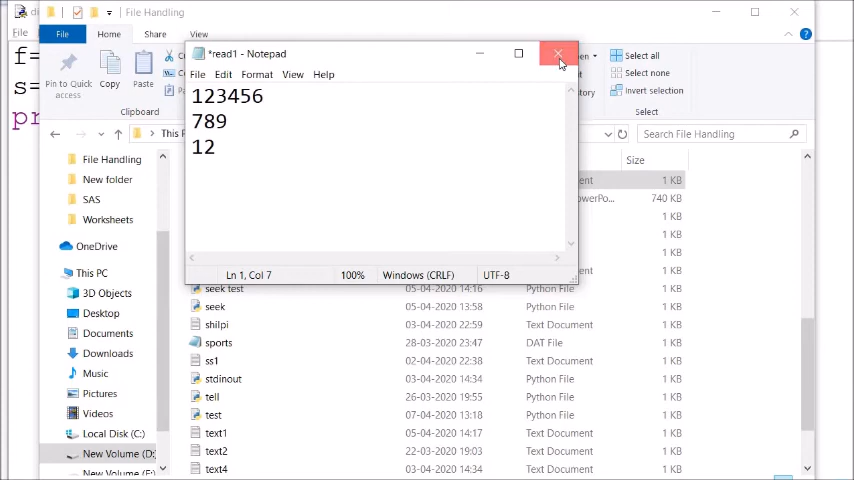 di
File Handling
File
File
Home
Share
View
f=
s=
pr
Pin to Quick
access
Copy
Paste
Clipboard
*read1 - Notepad
File Edit Format View Help
123456
789
12
Ln 1, Col 7
100%
Windows (CRLF)
UTF-8
Select all
Select none
Invert selection
Select
This P
Search File Handling
Size
File Handling
New folder
SAS
Worksheets
OneDrive
This PC
3D Objects
Desktop
Documents
Downloads
Music
Pictures
Videos
Local Disk (C:)
New Volume (D:
New Volume (E:
1 KB
740 KB
1 KB
1 KB
1 KB
seek test 05-04-2020 14:16 Python File 1 KB
seek 05-04-2020 13:58 Python File 1 KB
shilpi 03-04-2020 22:59 Text Document 1 KB
sports 28-03-2020 23:47 DAT File 1 KB
ss1 02-04-2020 22:38 Text Document 1 KB
stdinout 03-04-2020 14:34 Python File 1 KB
tell 26-03-2020 19:55 Python File 1 KB
test 07-04-2020 13:18 Python File 1 KB
text1 03-04-2020 14:42 Text Document 1 KB
text2 22-03-2020 19:03 Text Document 1 KB
text4 03-04-2020 14:34 Text Document 1 KB